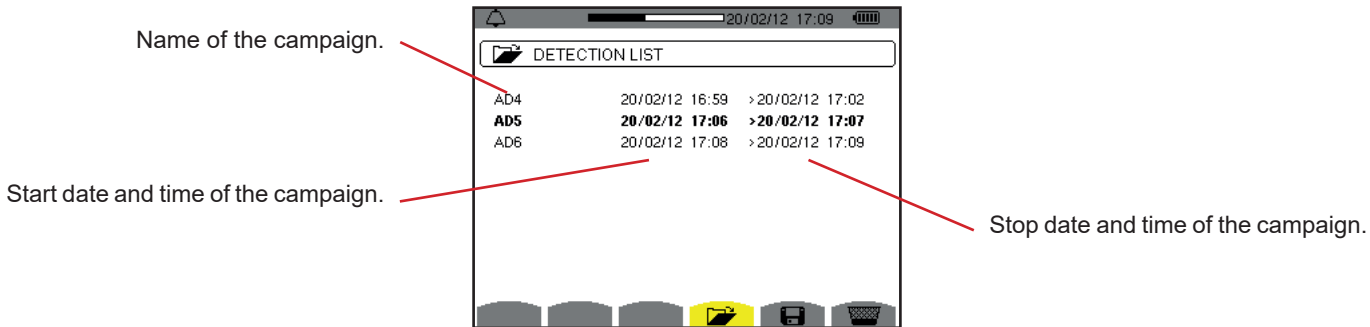 20/02/12 17:09
Name of the campaign.
DETECTION LIST
AD4 20/02/12 16:59 >20/02/12 17:02
AD5 20/02/12 17:06 >20/02/12 17:07
AD6 20/02/12 17:08 >20/02/12 17:09
Start date and time of the campaign.
Stop date and time of the campaign.